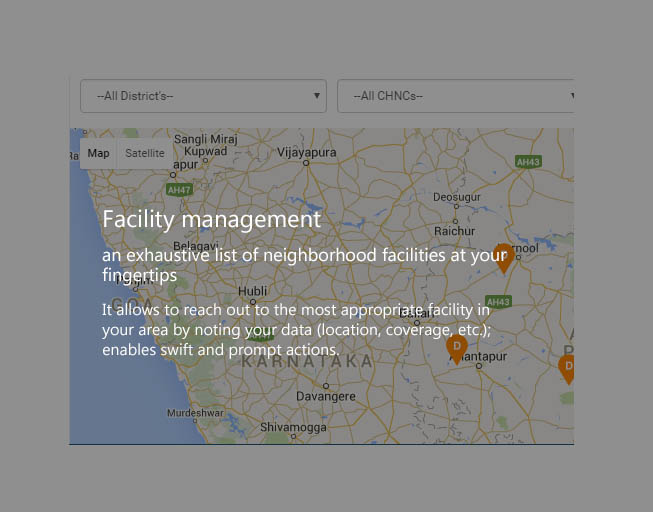 --All District's--
--All CHNCs--
Map
Satellite
Sangli Miraj
Kupwad
apur
Vijayapura
AH43
AH47
Deosugur
Raichur
Facility management
Belagavi
an exhaustive list of neighborhood facilities at your
fingertips
Hubli
GOA
AH43
It allows to reach out to the most appropriate facility in
your area by noting your data (location, coverage, etc.);
enables swift and prompt actions.
D
D
D
KARNATAKA
Davangere
Murdeshwar
Shivamogga